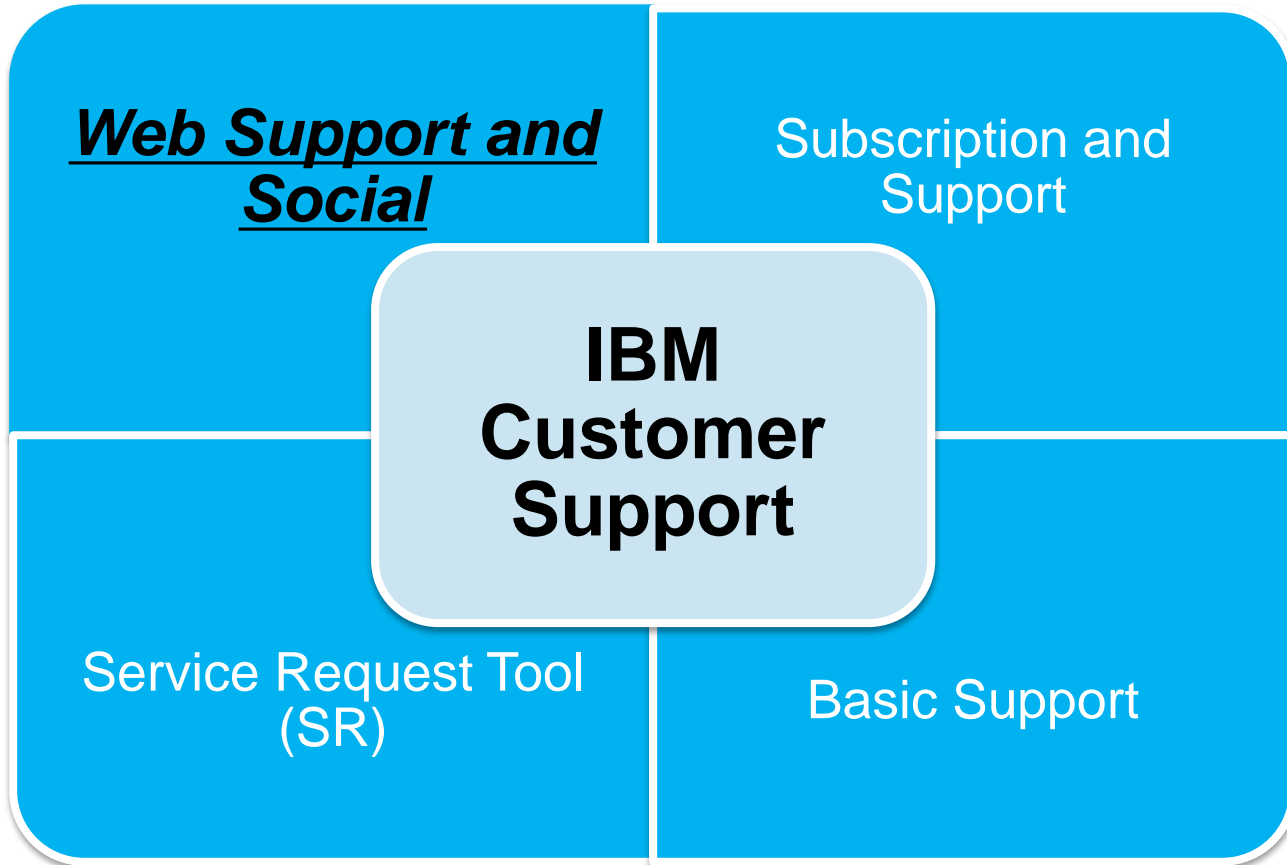 Web Support and
Social
Subscription and
Support
IBM
Customer
Support
Service Request Tool
(SR)
Basic Support